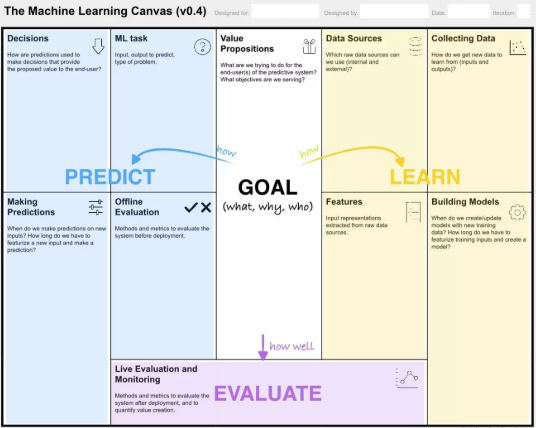 The Machine Learning Canvas (v0.4)
Designed for:
Designed by:
Date:
Iteration:
Decisions
How are predictions used to
make decisions that provide
the proposed value to the end-user?
ML task
Input, output to predict,
type of problem.
Value
Propositions
What are we trying to do for the
end-user(s) of the predictive system?
What objectives are we serving?
Data Sources
Which raw data sources can
we use (internal and
external)?
Collecting Data
How do we get new data to
learn from (inputs and
outputs)?
how
how
PREDICT
GOAL
(what, why, who)
LEARN
Making
Predictions
When do we make predictions on new
inputs? How long do we have to
featurize a new input and make a
prediction?
Offline
Evaluation
Methods and metrics to evaluate the
system before deployment.
Features
Input representations
extracted from raw data
sources.
Building Models
When do we create/update
models with new training
data? How long do we have to
featurize training inputs and create a
model?
how well
Live Evaluation and
Monitoring
Methods and metrics to evaluate the
system after deployment, and to
quantify value creation.
EVALUATE